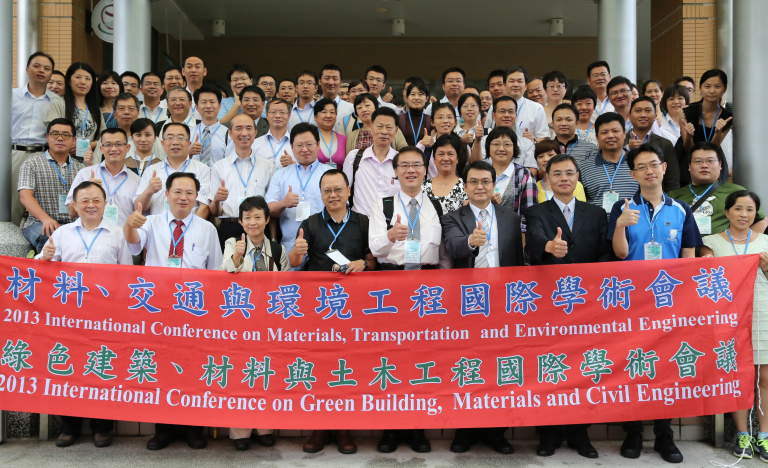 材料、交通與環境工程國際學術會議
2013 International Conference on Materials, Transportation and Environmental Engineering
綠色建築、材料與土木工程國際學術會議
2013 International Conference on Green Building, Materials and Civil Engineering